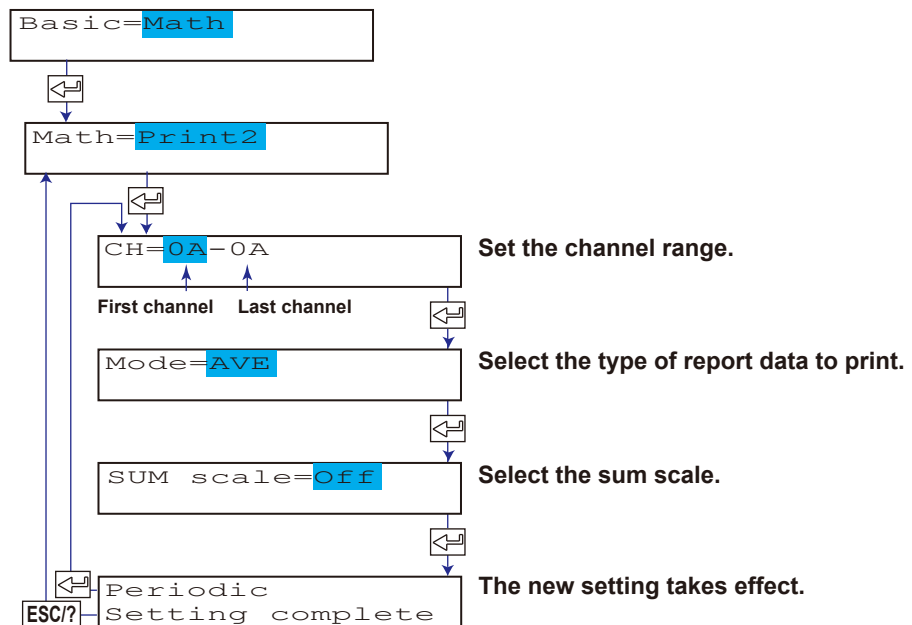 Basic=Math
Math=Print2
CH=0A-0A
Set the channel range.
First channel Last channel
Mode=AVE
Select the type of report data to print.
SUM scale=Off
Select the sum scale.
Periodic
The new setting takes effect.
ESC/?
Setting complete